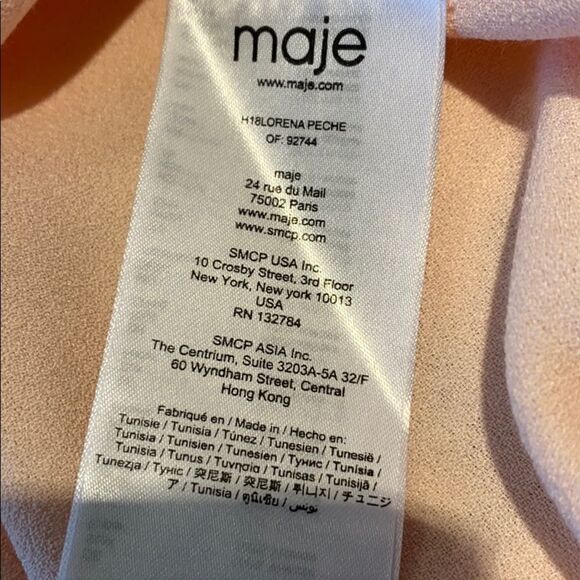 maje
www.maje.com
H18LORENA PECHE
OF: 92744
maje
24 rue du Mail
75002 Paris
www.maje.com
www.smcp.com
SMCP USA Inc.
10 Crosby Street, 3rd Floor
New York, New york 10013
USA
RN 132784
SMCP ASIA Inc.
The Centrium, Suite 3203A-5A 32/F
60 Wyndham Street, Central
Hong Kong
Fabriqué en / Made in / Hecho en:
Tunisie / Tunisia / Túnez / Tunesien / Tunesië /
Tunisia / Tunisien / Tunesien / Тунис / Tunísia /
Tunisia / Tunus / Τυνησία / Tunisas / Tunisijā /
Tunezja / Туніс / 突尼斯 / 突尼斯 / 튀니지 / チュニジ
ア / Tunisia / ตูนิเซีย / تونس